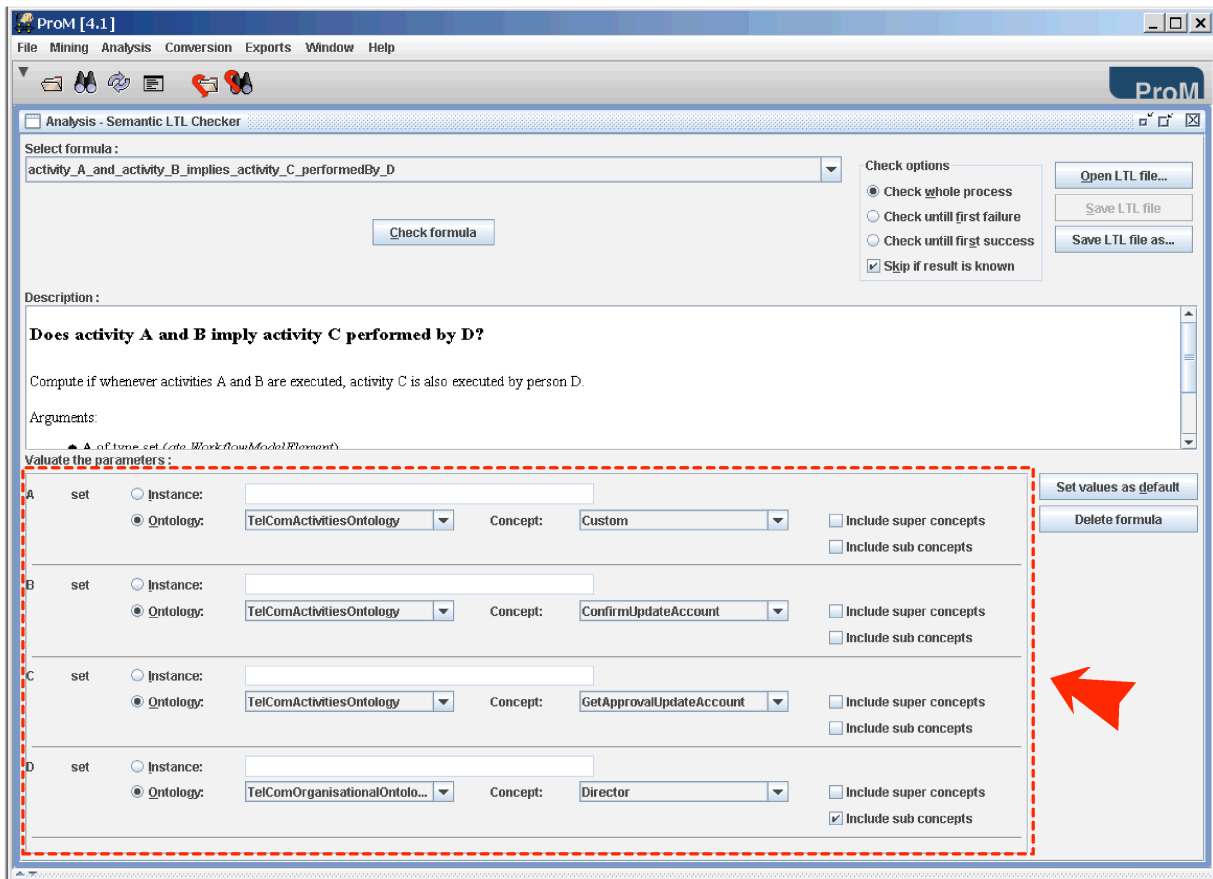 ProM [4.1]
File Mining Analysis Conversion Exports Window Help
ProM
Analysis - Semantic LTL Checker
Select formula :
activity_A_and_activity_B_implies_activity_C_performedBy_D
Check formula
Check options
Check whole process
Check untill first failure
Check untill first success
Skip if result is known
Open LTL file...
Save LTL file
Save LTL file as...
Description :
Does activity A and B imply activity C performed by D?
Compute if whenever activities A and B are executed, activity C is also executed by person D.
Arguments:
A of type set (ate.WorkflowModelElement)
Valuate the parameters :
A set Instance:
Ontology: TelComActivitiesOntology Concept: Custom Include super concepts
Include sub concepts
B set Instance:
Ontology: TelComActivitiesOntology Concept: ConfirmUpdateAccount Include super concepts
Include sub concepts
C set Instance:
Ontology: TelComActivitiesOntology Concept: GetApprovalUpdateAccount Include super concepts
Include sub concepts
D set Instance:
Ontology: TelComOrganisationalOntolo... Concept: Director Include super concepts
Include sub concepts
Set values as default
Delete formula